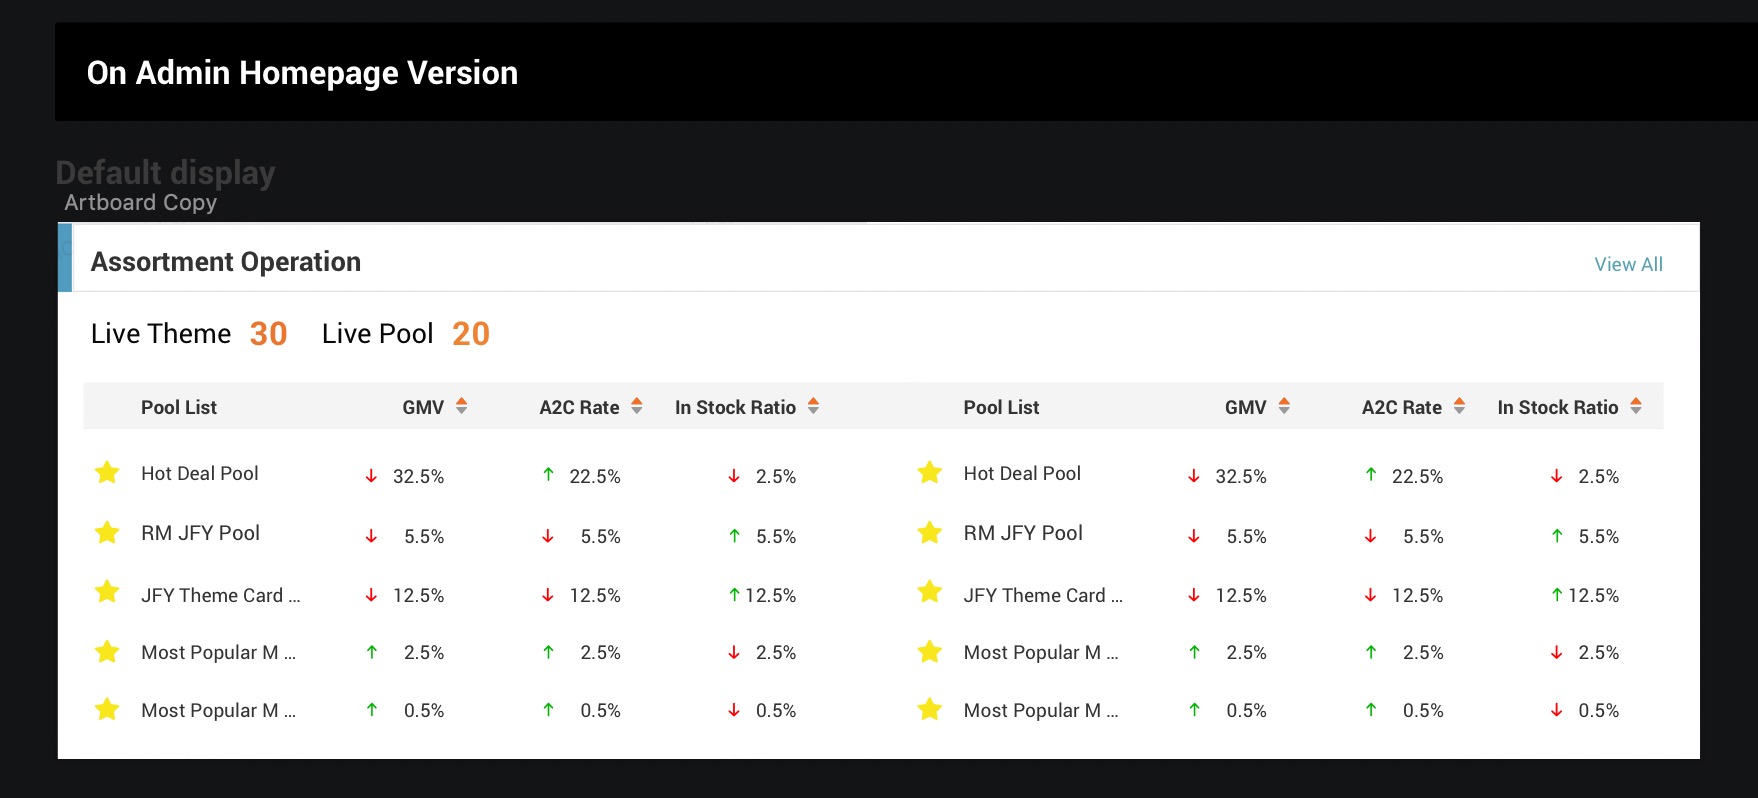 On Admin Homepage Version
Default display
Artboard Copy
Assortment Operation View All
Live Theme 30 Live Pool 20
Pool List GMV A2C Rate In Stock Ratio Pool List GMV A2C Rate In Stock Ratio
Hot Deal Pool ↓ 32.5% ↑ 22.5% ↓ 2.5% Hot Deal Pool ↓ 32.5% ↑ 22.5% ↓ 2.5%
RM JFY Pool ↓ 5.5% ↓ 5.5% ↑ 5.5% RM JFY Pool ↓ 5.5% ↓ 5.5% ↑ 5.5%
JFY Theme Card ... ↓ 12.5% ↓ 12.5% ↑ 12.5% JFY Theme Card ... ↓ 12.5% ↓ 12.5% ↑ 12.5%
Most Popular M ... ↑ 2.5% ↑ 2.5% ↓ 2.5% Most Popular M ... ↑ 2.5% ↑ 2.5% ↓ 2.5%
Most Popular M ... ↑ 0.5% ↑ 0.5% ↓ 0.5% Most Popular M ... ↑ 0.5% ↑ 0.5% ↓ 0.5%